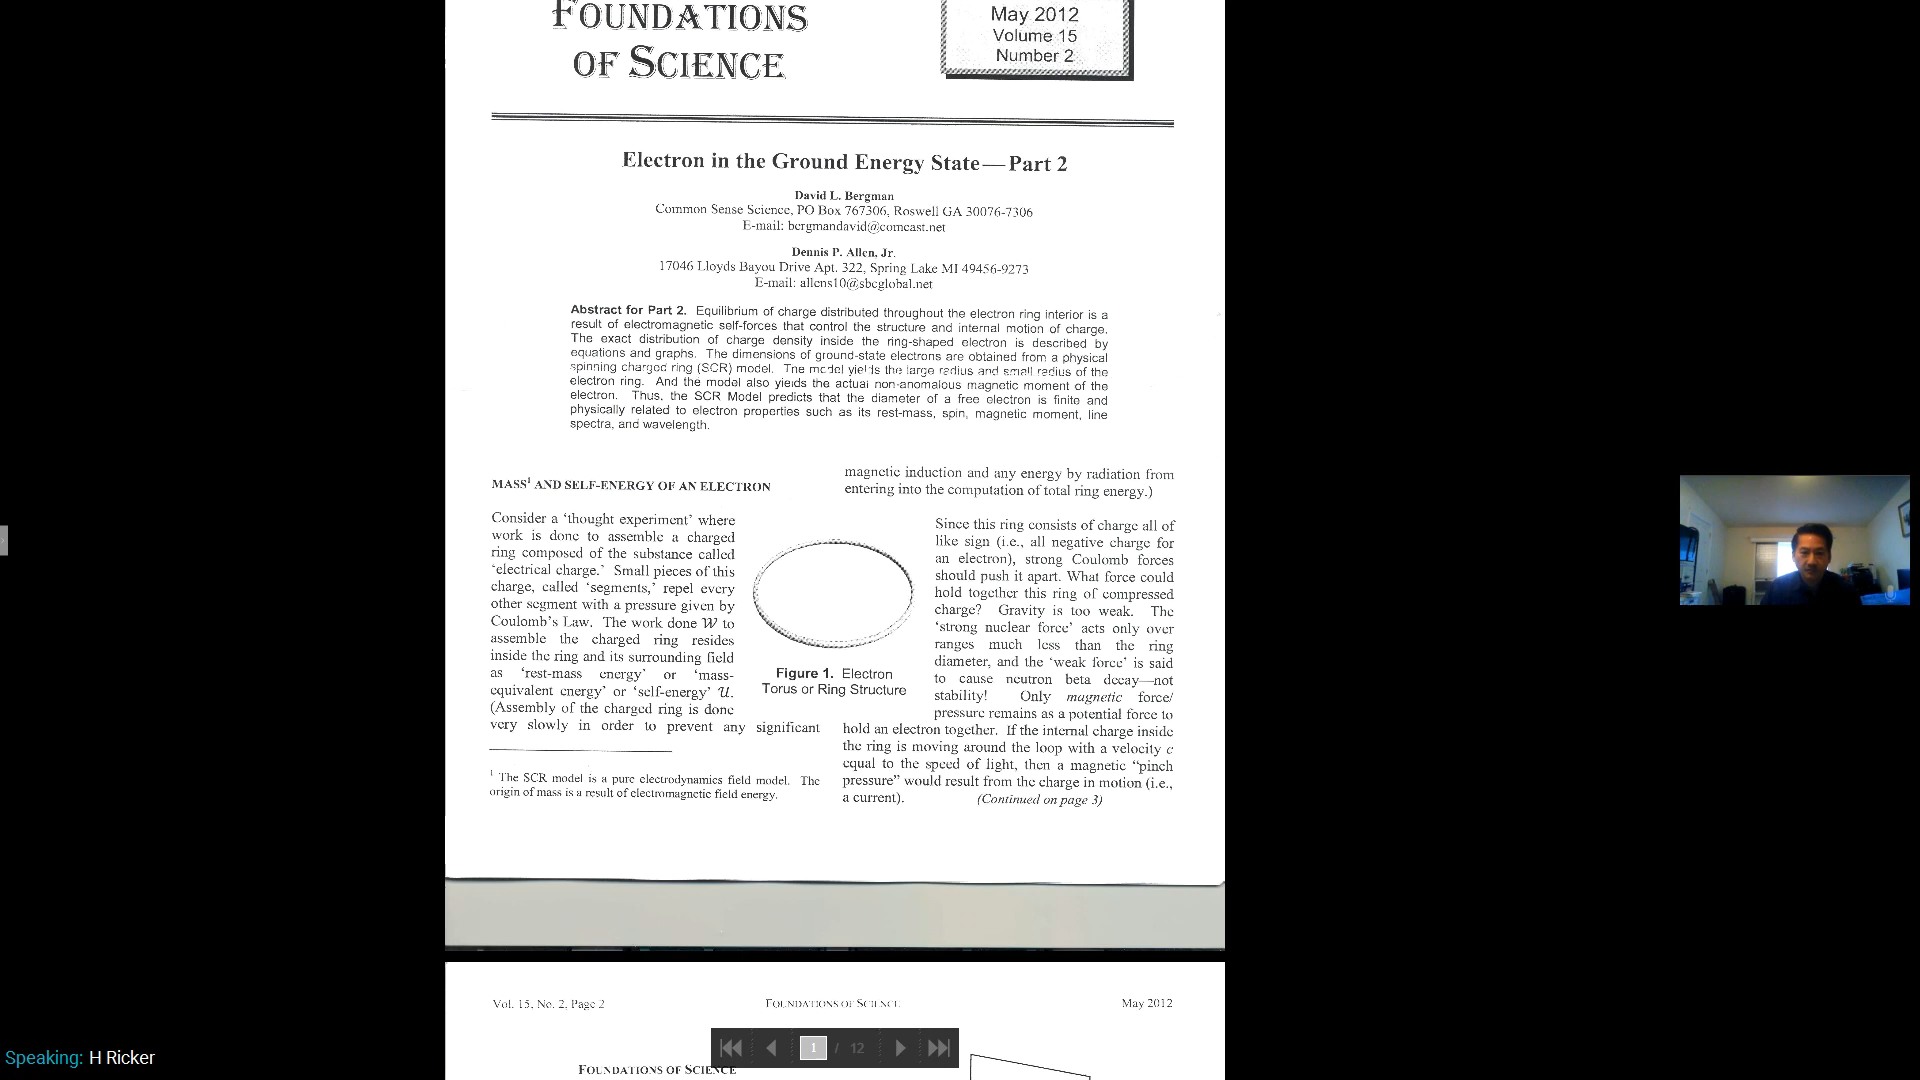 FOUNDATIONS
OF SCIENCE
May 2012
Volume 15
Number 2
Electron in the Ground Energy State—Part 2
David L. Bergman
Common Sense Science, PO Box 767306, Roswell GA 30076-7306
E-mail: bergmandavid@comcast.net
Dennis P. Allen, Jr.
17046 Lloyds Bayou Drive Apt. 322, Spring Lake MI 49456-9273
E-mail: allens10@sbcglobal.net
Abstract for Part 2. Equilibrium of charge distributed throughout the electron ring interior is a
result of electromagnetic self-forces that control the structure and internal motion of charge.
The exact distribution of charge density inside the ring-shaped electron is described by
equations and graphs. The dimensions of ground-state electrons are obtained from a physical
spinning charged ring (SCR) model. The model yields the large radius and small radius of the
electron ring. And the model also yields the actual non-anomalous magnetic moment of the
electron. Thus, the SCR Model predicts that the diameter of a free electron is finite and
physically related to electron properties such as its rest-mass, spin, magnetic moment, line
spectra, and wavelength.
MASS¹ AND SELF-ENERGY OF AN ELECTRON
Consider a ‘thought experiment’ where
work is done to assemble a charged
ring composed of the substance called
‘electrical charge.’ Small pieces of this
charge, called ‘segments,’ repel every
other segment with a pressure given by
Coulomb’s Law. The work done W to
assemble the charged ring resides
inside the ring and its surrounding field
as ‘rest-mass energy’ or ‘mass-
equivalent energy’ or ‘self-energy’ U.
(Assembly of the charged ring is done
very slowly in order to prevent any significant
¹ The SCR model is a pure electrodynamics field model. The
origin of mass is a result of electromagnetic field energy.
Figure 1. Electron
Torus or Ring Structure
magnetic induction and any energy by radiation from
entering into the computation of total ring energy.)
Since this ring consists of charge all of
like sign (i.e., all negative charge for
an electron), strong Coulomb forces
should push it apart. What force could
hold together this ring of compressed
charge? Gravity is too weak. The
‘strong nuclear force’ acts only over
ranges much less than the ring
diameter, and the ‘weak force’ is said
to cause neutron beta decay—not
stability! Only magnetic force/
pressure remains as a potential force to
hold an electron together. If the internal charge inside
the ring is moving around the loop with a velocity c
equal to the speed of light, then a magnetic “pinch
pressure” would result from the charge in motion (i.e.,
a current). (Continued on page 3)
Vol. 15, No. 2, Page 2
FOUNDATIONS OF SCIENCE
May 2012
1 / 12
FOUNDATIONS OF SCIENCE
Speaking: H Ricker